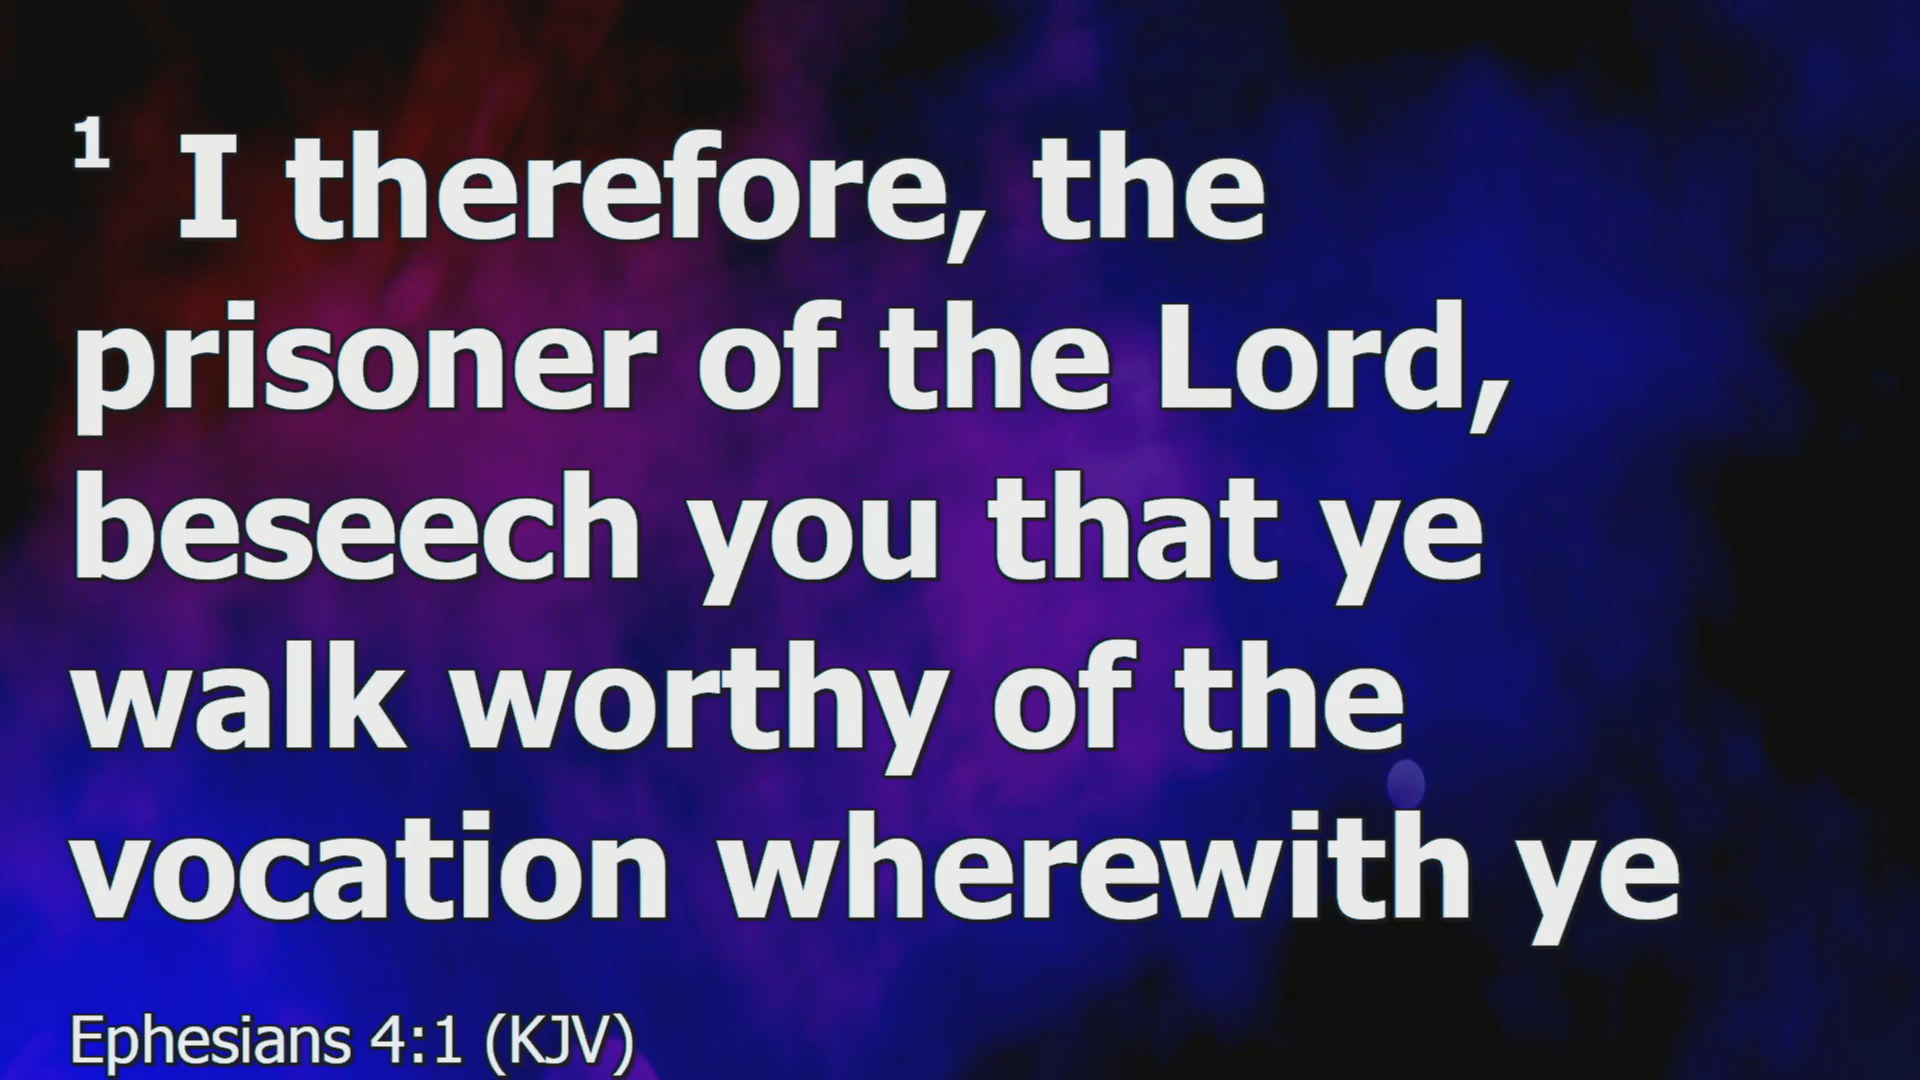 1 I therefore, the
prisoner of the Lord,
beseech you that ye
walk worthy of the
vocation wherewith ye
Ephesians 4:1 (KJV)